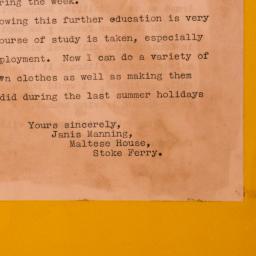 ring the week.
owing this further education is very
ourse of study is taken, especially
ployment. Now I can do a variety of
wn clothes as well as making them
did during the last summer holidays
Yours sincerely,
Janis Manning,
Maltese House,
Stoke Ferry.